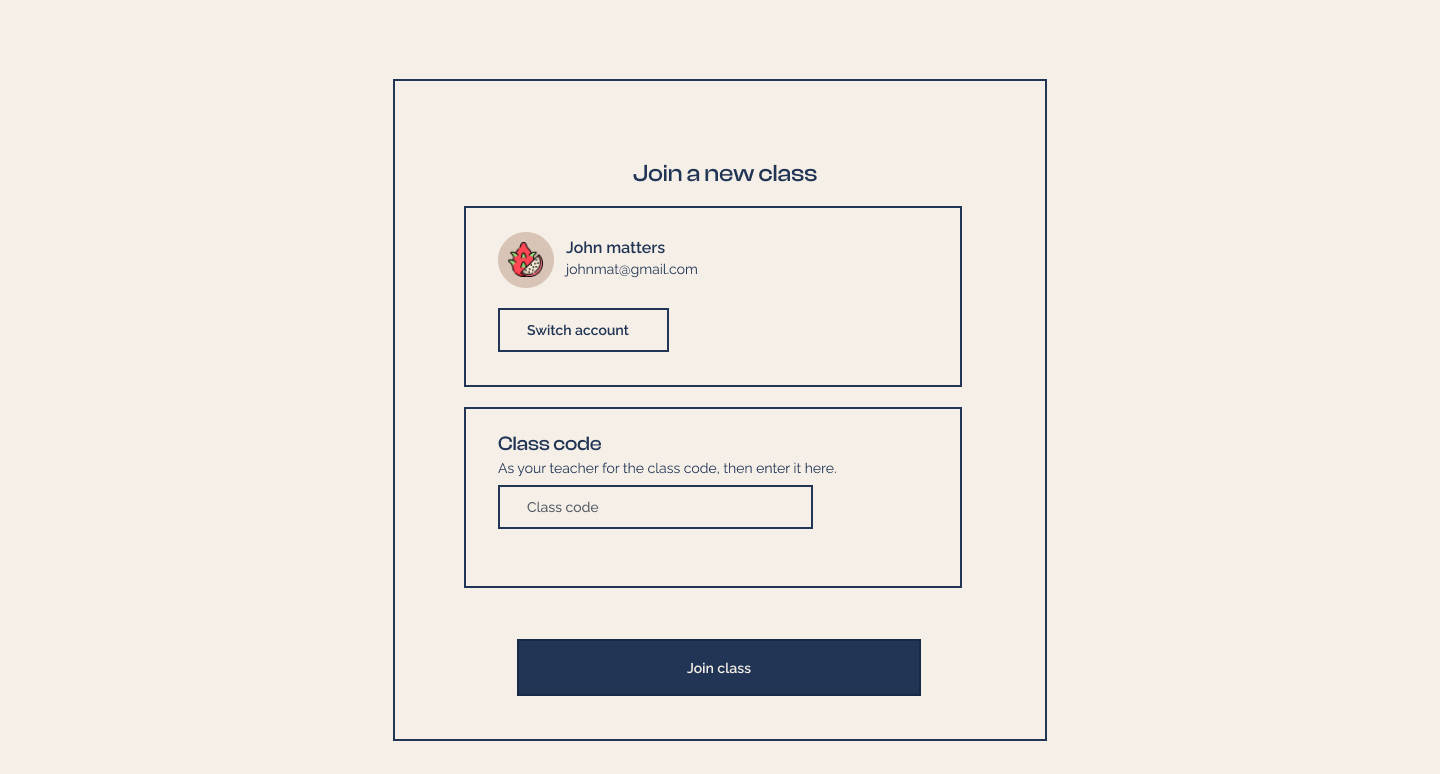 Join a new class
John matters
johnmat@gmail.com
Switch account
Class code
As your teacher for the class code, then enter it here.
Class code
Join class